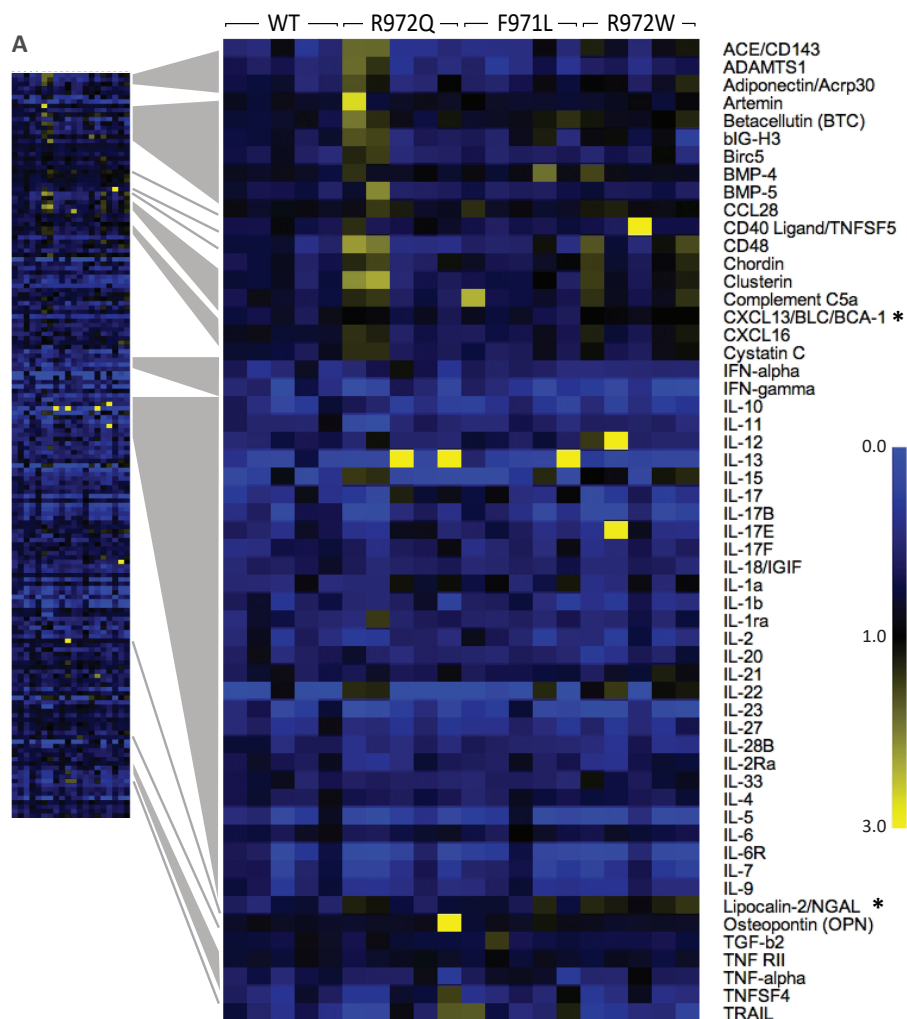 A
WT R972Q F971L R972W
ACE/CD143
ADAMTS1
Adiponectin/Acrp30
Artemin
Betacellutin (BTC)
bIG-H3
Birc5
BMP-4
BMP-5
CCL28
CD40 Ligand/TNFSF5
CD48
Chordin
Clusterin
Complement C5a
CXCL13/BLC/BCA-1 *
CXCL16
Cystatin C
IFN-alpha
IFN-gamma
IL-10
IL-11
IL-12
IL-13
IL-15
IL-17
IL-17B
IL-17E
IL-17F
IL-18/IGIF
IL-1a
IL-1b
IL-1ra
IL-2
IL-20
IL-21
IL-22
IL-23
IL-27
IL-28B
IL-2Ra
IL-33
IL-4
IL-5
IL-6
IL-6R
IL-7
IL-9
Lipocalin-2/NGAL *
Osteopontin (OPN)
TGF-b2
TNF RII
TNF-alpha
TNFSF4
TRAIL
0.0
1.0
3.0